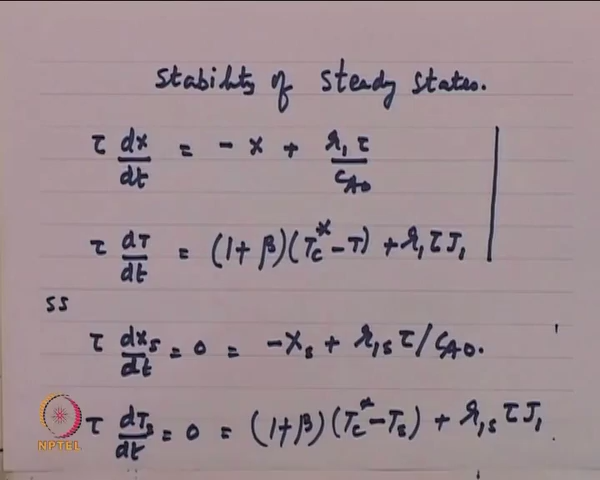 Stability of Steady States.
τ dx/dt = - x + r₁ τ / C_A0
τ dT/dt = (1+β)(T_c* - T) + r₁ τ J₁
SS
τ dx_s/dt = 0 = -x_s + r₁s τ / C_A0.
τ dT_s/dt = 0 = (1+β)(T_c* - T_s) + r₁s τ J₁
NPTEL